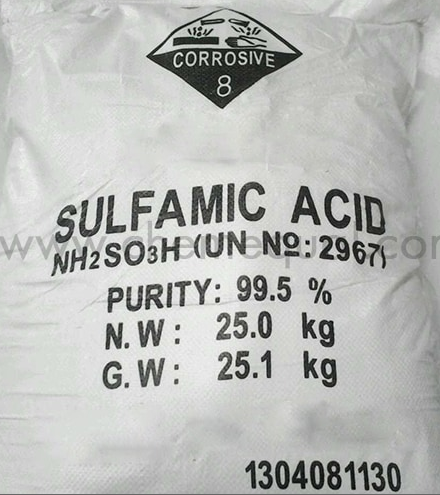 CORROSIVE
8
SULFAMIC ACID
NH2SO3H (UN Nº: 2967)
PURITY: 99.5 %
N.W: 25.0 kg
G.W: 25.1 kg
1304081130